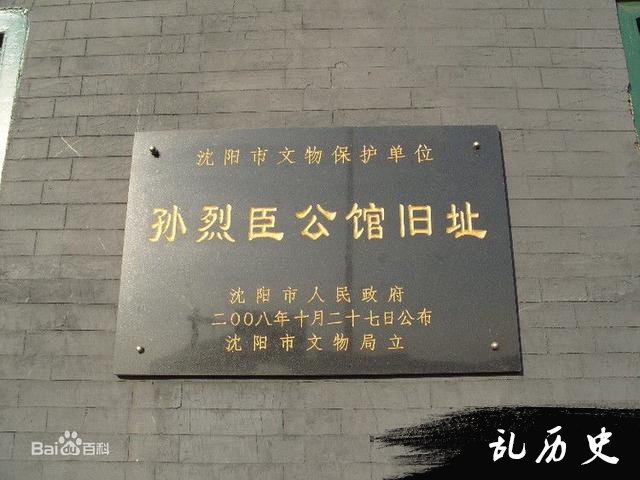 沈阳市文物保护单位
孙烈臣公馆旧址
沈阳市人民政府
二〇〇八年十月二十七日公布
沈阳市文物局立
Bai百科
乱历史